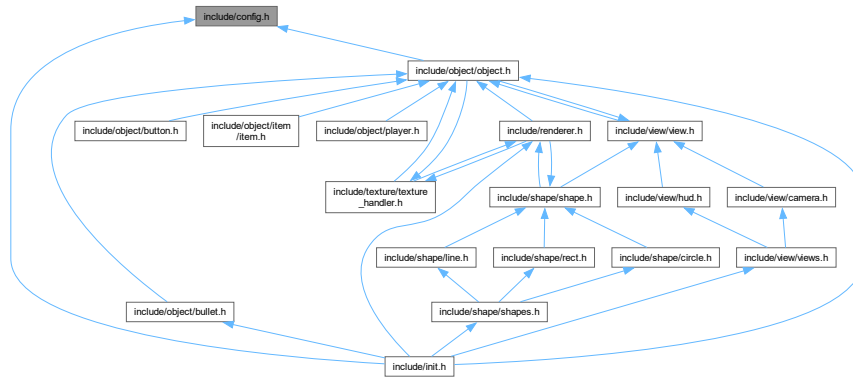 include/config.h
include/object/object.h
include/object/button.h
include/object/item
/item.h
include/object/player.h
include/renderer.h
include/view/view.h
include/texture/texture
_handler.h
include/shape/shape.h
include/view/hud.h
include/view/camera.h
include/shape/line.h
include/shape/rect.h
include/shape/circle.h
include/view/views.h
include/object/bullet.h
include/shape/shapes.h
include/init.h